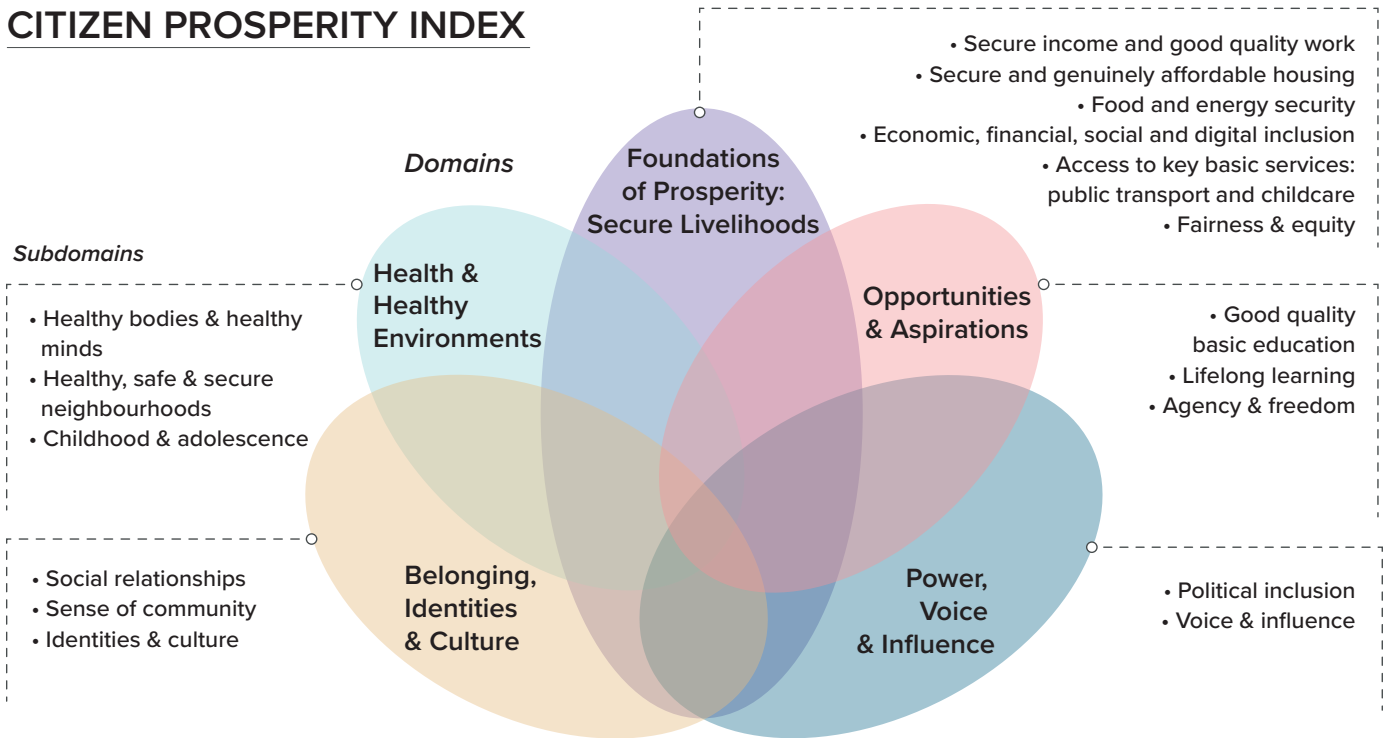 CITIZEN PROSPERITY INDEX
• Secure income and good quality work
• Secure and genuinely affordable housing
• Food and energy security
• Economic, financial, social and digital inclusion
• Access to key basic services:
public transport and childcare
• Fairness & equity
Domains
Foundations
of Prosperity:
Secure Livelihoods
Subdomains
Health &
Healthy
Environments
• Healthy bodies & healthy
minds
• Healthy, safe & secure
neighbourhoods
• Childhood & adolescence
Opportunities
& Aspirations
• Good quality
basic education
• Lifelong learning
• Agency & freedom
Belonging,
Identities
& Culture
• Social relationships
• Sense of community
• Identities & culture
Power,
Voice
& Influence
• Political inclusion
• Voice & influence